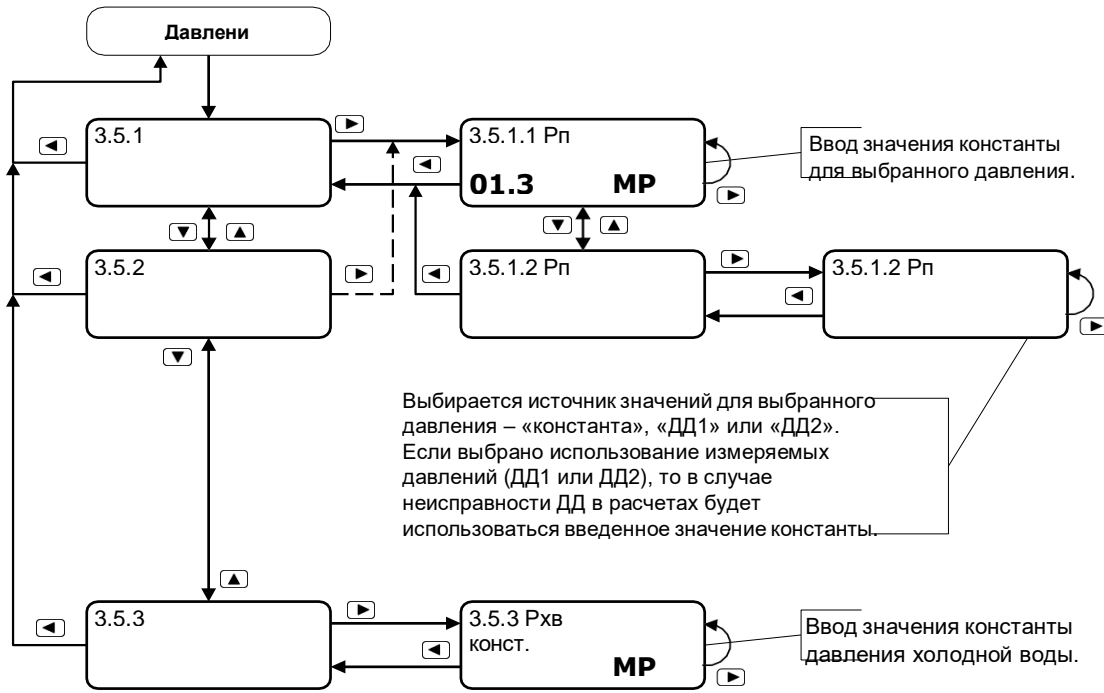 Давлени
3.5.1
3.5.1.1 Рп
01.3 МР
Ввод значения константы
для выбранного давления.
3.5.2
3.5.1.2 Рп
3.5.1.2 Рп
Выбирается источник значений для выбранного
давления – «константа», «ДД1» или «ДД2».
Если выбрано использование измеряемых
давлений (ДД1 или ДД2), то в случае
неисправности ДД в расчетах будет
использоваться введенное значение константы.
3.5.3
3.5.3 Рхв
конст.
МР
Ввод значения константы
давления холодной воды.